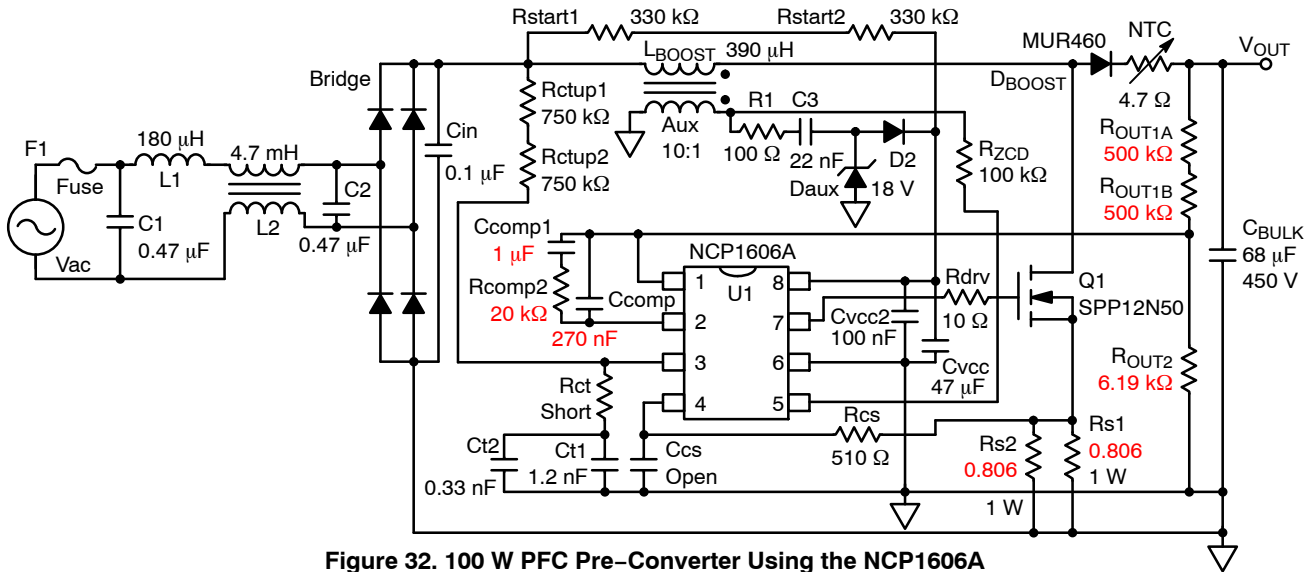 Rstart1
330 kΩ
Rstart2
330 kΩ
LBOOST
390 μH
MUR460
NTC
VOUT
DBOOST
4.7 Ω
Bridge
Rctup1
750 kΩ
Rctup2
750 kΩ
Aux
10:1
R1
100 Ω
C3
22 nF
D2
Daux
18 V
RZCD
100 kΩ
ROUT1A
500 kΩ
ROUT1B
500 kΩ
F1
Fuse
180 μH
L1
4.7 mH
L2
Cin
0.1 μF
C2
0.47 μF
C1
0.47 μF
Vac
Ccomp1
1 μF
Rcomp2
20 kΩ
Ccomp
270 nF
NCP1606A
U1
1
2
3
4
8
7
6
5
Rdrv
10 Ω
Q1
SPP12N50
CBULK
68 μF
450 V
Cvcc2
100 nF
Cvcc
47 μF
ROUT2
6.19 kΩ
Rct
Short
Ct2
0.33 nF
Ct1
1.2 nF
Ccs
Open
Rcs
510 Ω
Rs2
0.806
1 W
Rs1
0.806
1 W
Figure 32. 100 W PFC Pre−Converter Using the NCP1606A